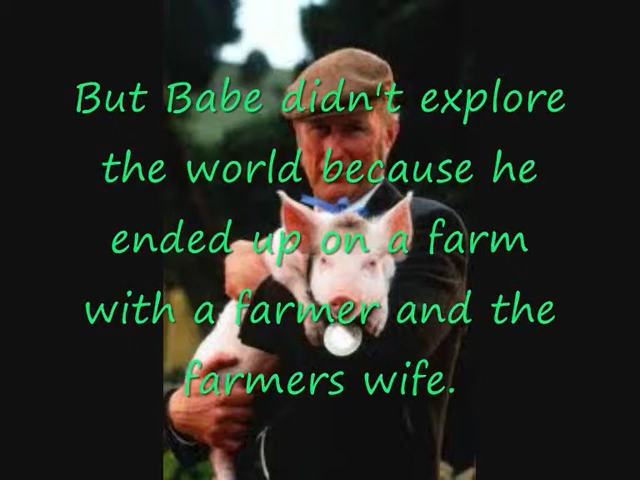 But Babe didn't explore
the world because he
ended up on a farm
with a farmer and the
farmers wife.